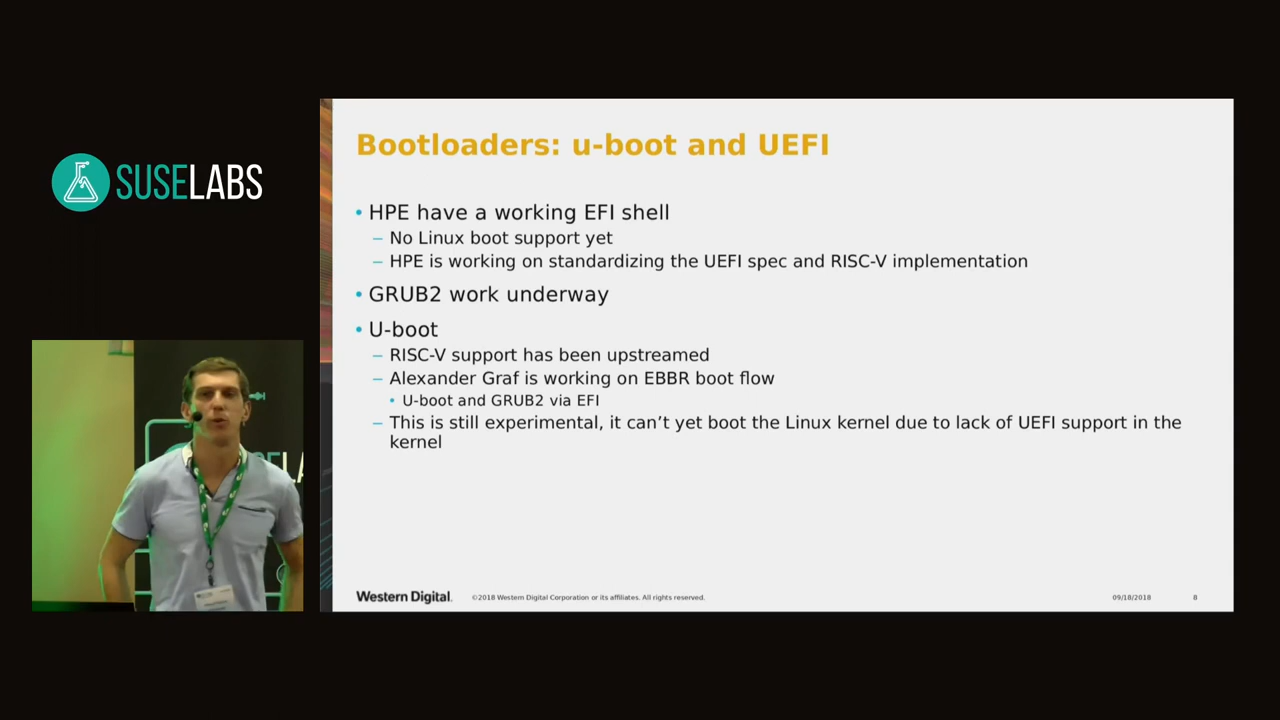 SUSELABS
Bootloaders: u-boot and UEFI
• HPE have a working EFI shell
– No Linux boot support yet
– HPE is working on standardizing the UEFI spec and RISC-V implementation
• GRUB2 work underway
• U-boot
– RISC-V support has been upstreamed
– Alexander Graf is working on EBBR boot flow
• U-boot and GRUB2 via EFI
– This is still experimental, it can’t yet boot the Linux kernel due to lack of UEFI support in the
kernel
Western Digital. ©2018 Western Digital Corporation or its affiliates. All rights reserved. 09/18/2018 8